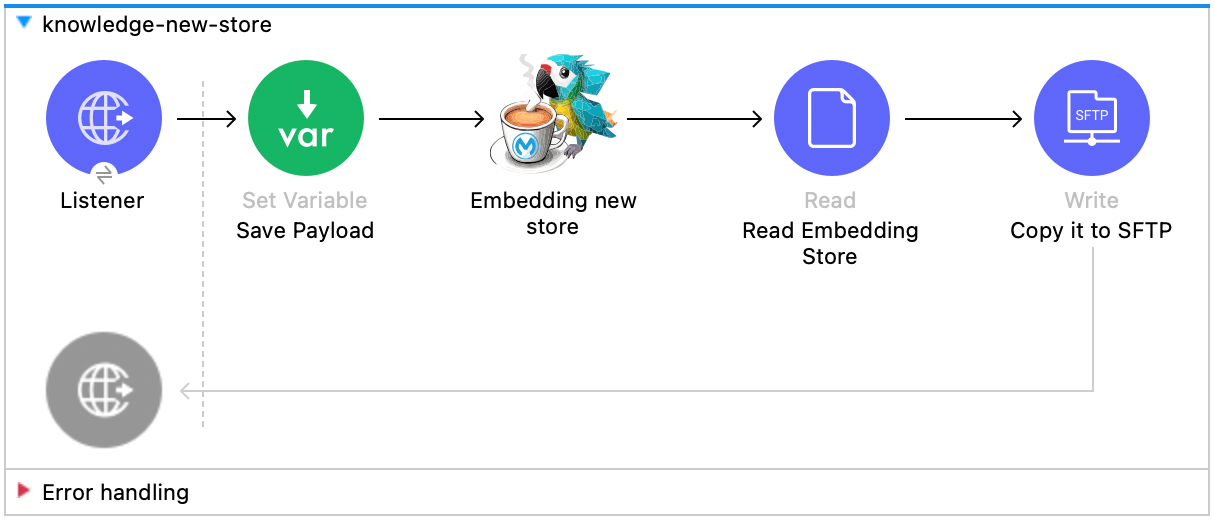 knowledge-new-store
var
SFTP
Listener
Set Variable
Save Payload
Embedding new
store
Read
Read Embedding
Store
Write
Copy it to SFTP
Error handling